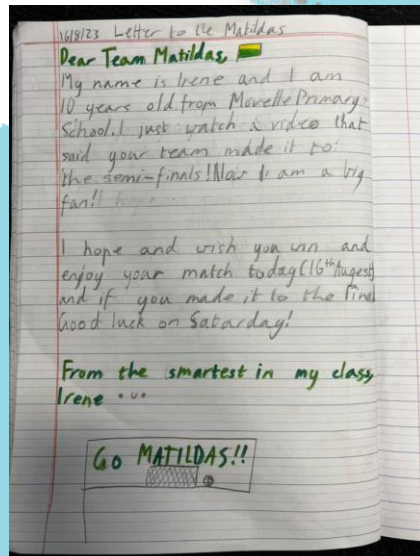 16/8/23 Letter to the Matildas
Dear Team Matildas,
My name is Irene and I am
10 years old from Morelle Primary
School. I just watch a video that
said your team made it to
the semi-finals! Now I am a big
fan!!
I hope and wish you win and
enjoy your match today (16th Augest)
and if you made it to the final
Good luck on Satarday!
From the smartest in my class,
Irene
GO MATILDAS!!